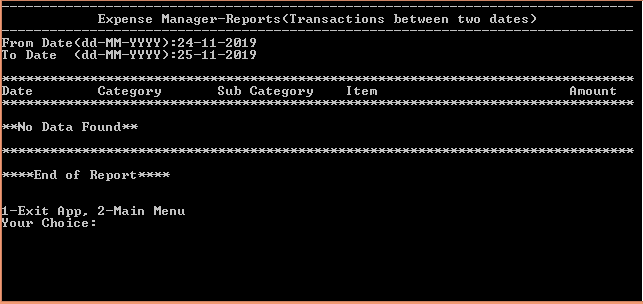 --------------------------------------------------------------------------------
Expense Manager-Reports(Transactions between two dates)
--------------------------------------------------------------------------------
From Date(dd-MM-YYYY):24-11-2019
To Date  (dd-MM-YYYY):25-11-2019
********************************************************************************
Date        Category       Sub Category    Item                        Amount
********************************************************************************
**No Data Found**
********************************************************************************
****End of Report****
1-Exit App, 2-Main Menu
Your Choice: